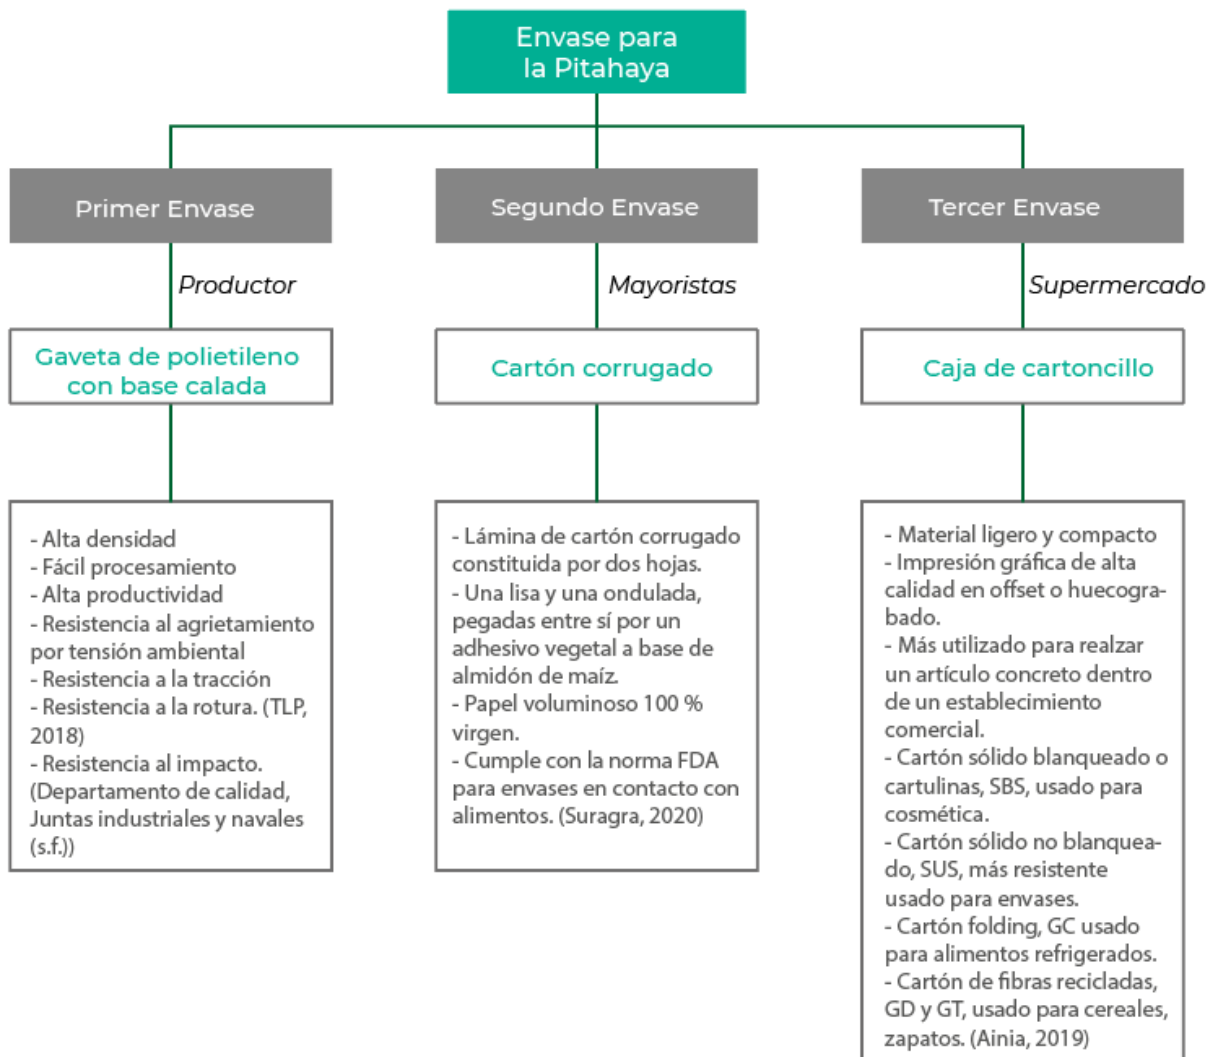 Envase para
la Pitahaya
Primer Envase
Productor
Gaveta de polietileno
con base calada
- Alta densidad
- Fácil procesamiento
- Alta productividad
- Resistencia al agrietamiento
por tensión ambiental
- Resistencia a la tracción
- Resistencia a la rotura. (TLP,
2018)
- Resistencia al impacto.
(Departamento de calidad,
Juntas industriales y navales
(s.f.))
Segundo Envase
Mayoristas
Cartón corrugado
- Lámina de cartón corrugado
constituida por dos hojas.
- Una lisa y una ondulada,
pegadas entre sí por un
adhesivo vegetal a base de
almidón de maíz.
- Papel voluminoso 100 %
virgen.
- Cumple con la norma FDA
para envases en contacto con
alimentos. (Suragra, 2020)
Tercer Envase
Supermercado
Caja de cartoncillo
- Material ligero y compacto
- Impresión gráfica de alta
calidad en offset o huecogra-
bado.
- Más utilizado para realzar
un artículo concreto dentro
de un establecimiento
comercial.
- Cartón sólido blanqueado o
cartulinas, SBS, usado para
cosmética.
- Cartón sólido no blanquea-
do, SUS, más resistente
usado para envases.
- Cartón folding, GC usado
para alimentos refrigerados.
- Cartón de fibras recicladas,
GD y GT, usado para cereales,
zapatos. (Ainia, 2019)